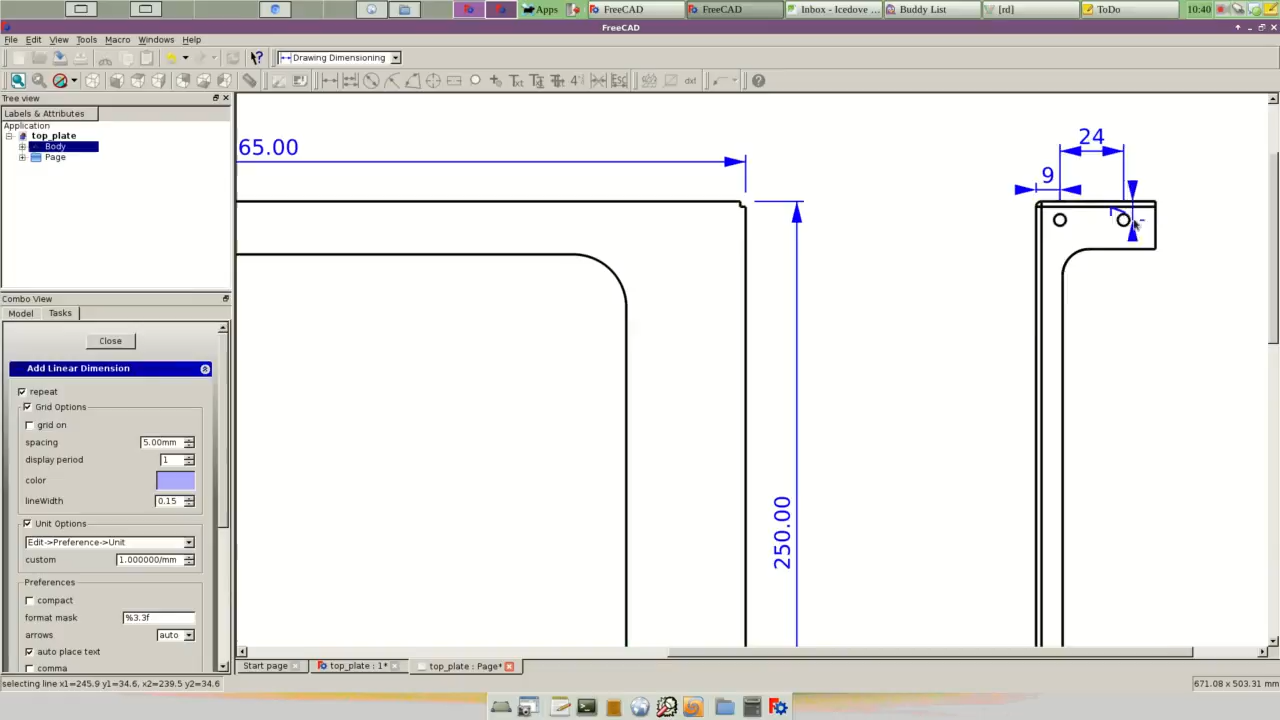 Apps
FreeCAD
FreeCAD
Inbox - Icedove ...
Buddy List
[rd]
ToDo
10:40
FreeCAD
File Edit View Tools Macro Windows Help
Drawing Dimensioning
Txt
Esc
dxf
Tree view
Labels & Attributes
Application
top_plate
Body
Page
Combo View
Model Tasks
Close
Add Linear Dimension
repeat
Grid Options
grid on
spacing 5.00mm
display period 1
color
lineWidth 0.15
Unit Options
Edit->Preference->Unit
custom 1.000000/mm
Preferences
compact
format mask %3.3f
arrows auto
auto place text
comma
65.00
24
9
7
250.00
Start page
top_plate : 1*
top_plate : Page*
selecting line x1=245.9 y1=34.6, x2=239.5 y2=34.6
671.08 x 503.31 mm